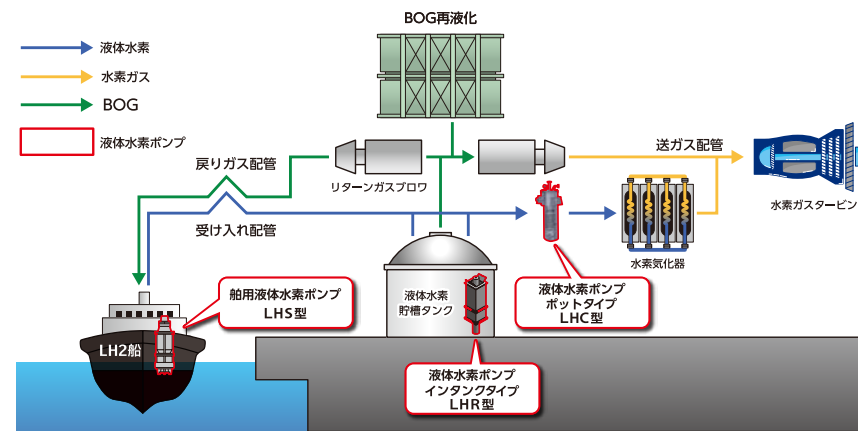 BOG再液化
液体水素
水素ガス
BOG
液体水素ポンプ
戻りガス配管
リターンガスブロワ
送ガス配管
水素ガスタービン
受け入れ配管
水素気化器
舶用液体水素ポンプ
LHS型
液体水素
貯槽タンク
液体水素ポンプ
ポットタイプ
LHC型
LH2船
液体水素ポンプ
インタンクタイプ
LHR型